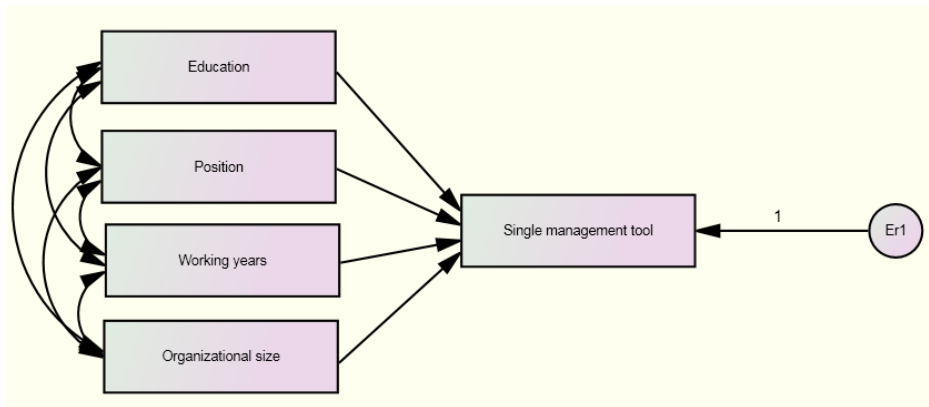 Education
Position
Working years
Organizational size
Single management tool
1
Er1